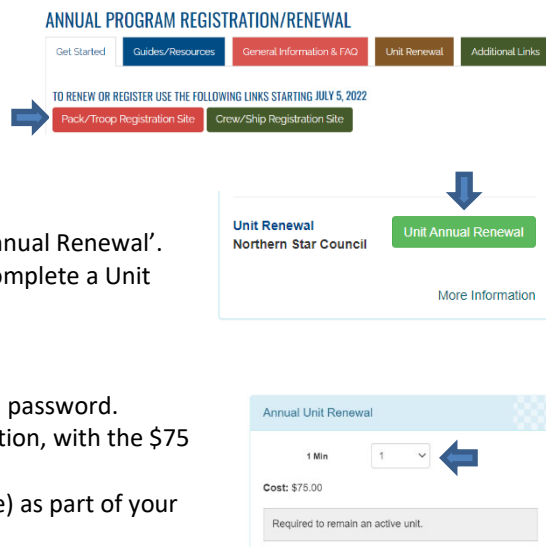 ANNUAL PROGRAM REGISTRATION/RENEWAL
Get Started Guides/Resources General Information & FAQ Unit Renewal Additional Links
TO RENEW OR REGISTER USE THE FOLLOWING LINKS STARTING JULY 5, 2022
Pack/Troop Registration Site Crew/Ship Registration Site
Unit Renewal
Northern Star Council
Unit Annual Renewal
More Information
nnual Renewal’.
omplete a Unit
password.
tion, with the $75
e) as part of your
Annual Unit Renewal
1 Min 1
Cost: $75.00
Required to remain an active unit.